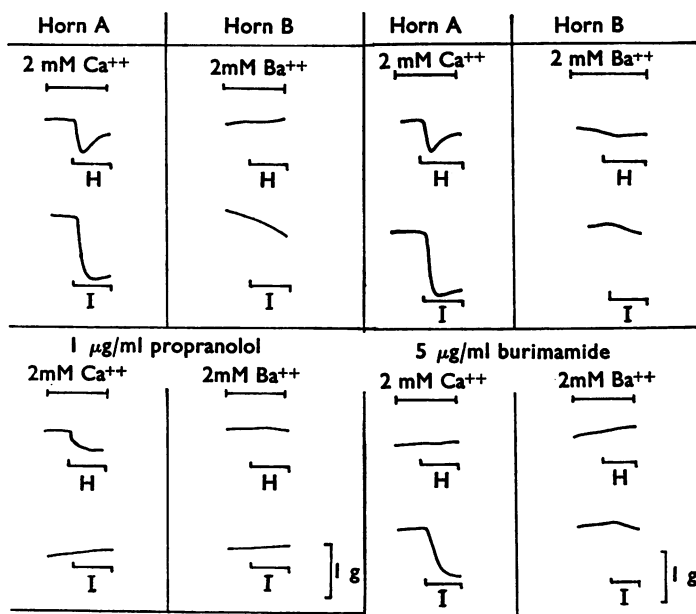 Horn A Horn B Horn A Horn B
2 mM Ca++ 2mM Ba++ 2 mM Ca++ 2 mM Ba++
H H H H
I I I I
1 µg/ml propranolol 5 µg/ml burimamide
2mM Ca++ 2mM Ba++ 2 mM Ca++ 2mM Ba++
H H H H
I I 1 g I I 1 g